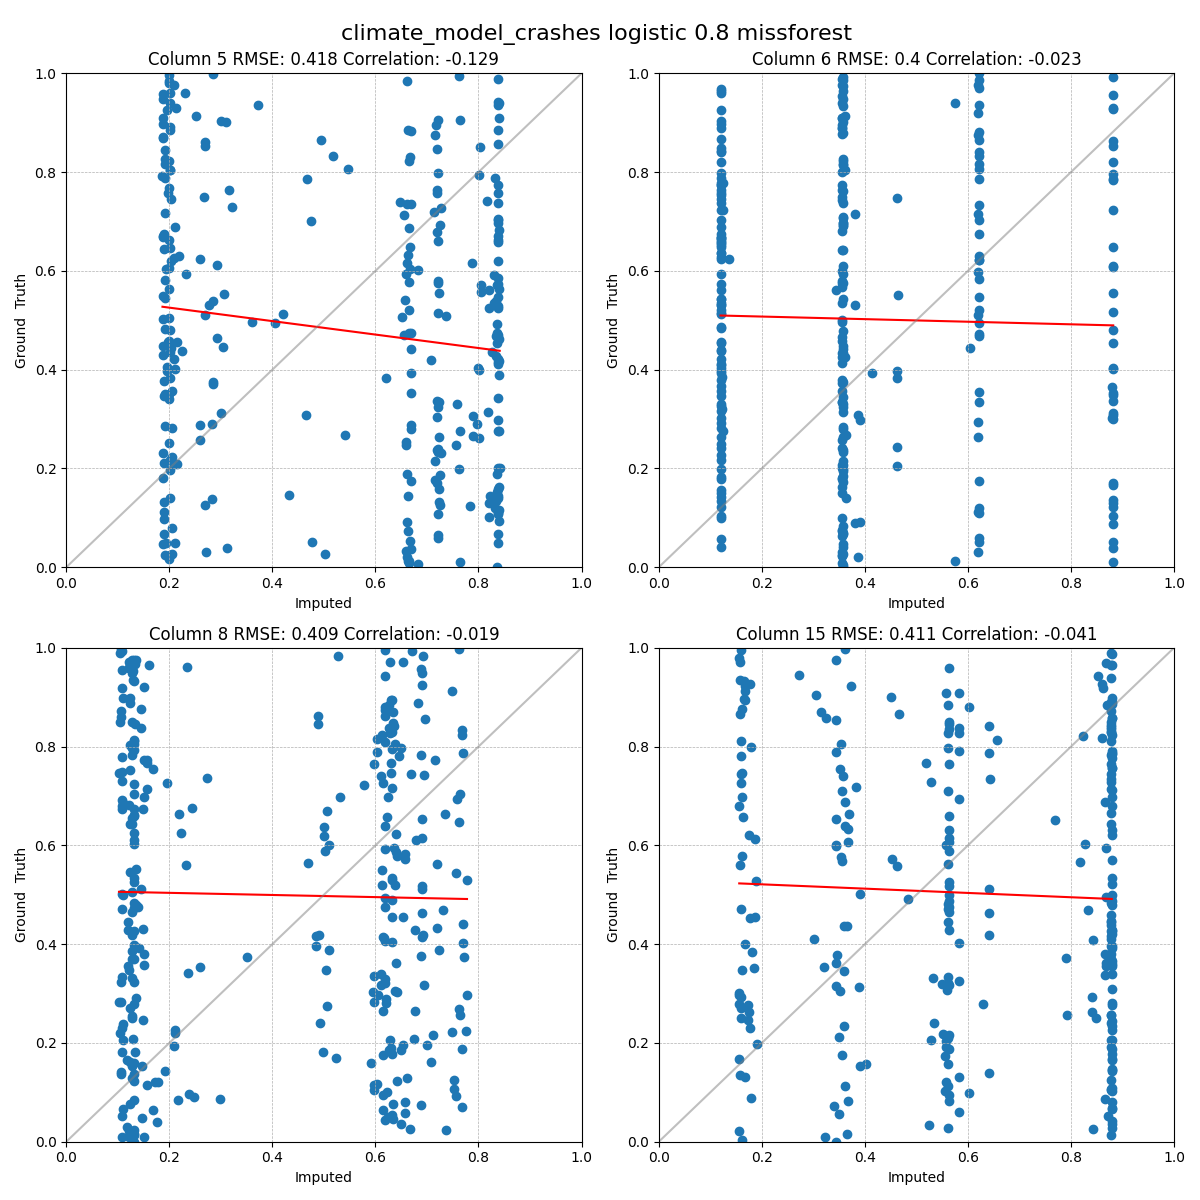 climate_model_crashes logistic 0.8 missforest
Column 5 RMSE: 0.418 Correlation: -0.129
Column 6 RMSE: 0.4 Correlation: -0.023
1.0
0.8
0.6
0.4
0.2
0.0
Ground Truth
0.0 0.2 0.4 0.6 0.8 1.0
Imputed
1.0
0.8
0.6
0.4
0.2
0.0
Ground Truth
0.0 0.2 0.4 0.6 0.8 1.0
Imputed
Column 8 RMSE: 0.409 Correlation: -0.019
Column 15 RMSE: 0.411 Correlation: -0.041
1.0
0.8
0.6
0.4
0.2
0.0
Ground Truth
0.0 0.2 0.4 0.6 0.8 1.0
Imputed
1.0
0.8
0.6
0.4
0.2
0.0
Ground Truth
0.0 0.2 0.4 0.6 0.8 1.0
Imputed